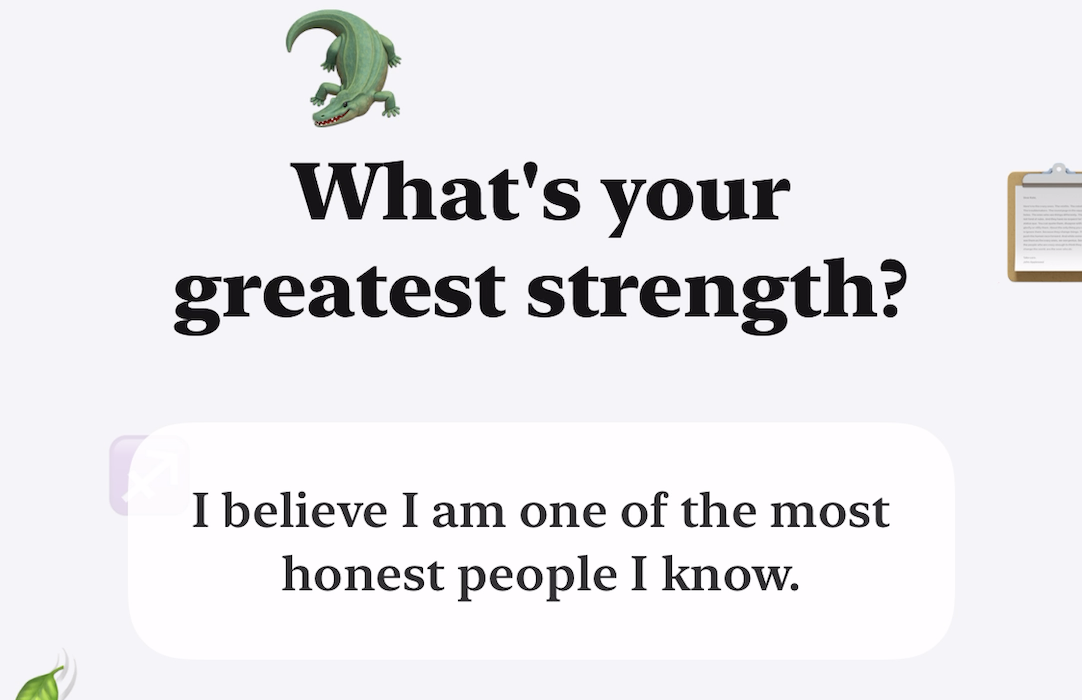 What's your
greatest strength?
I believe I am one of the most
honest people I know.